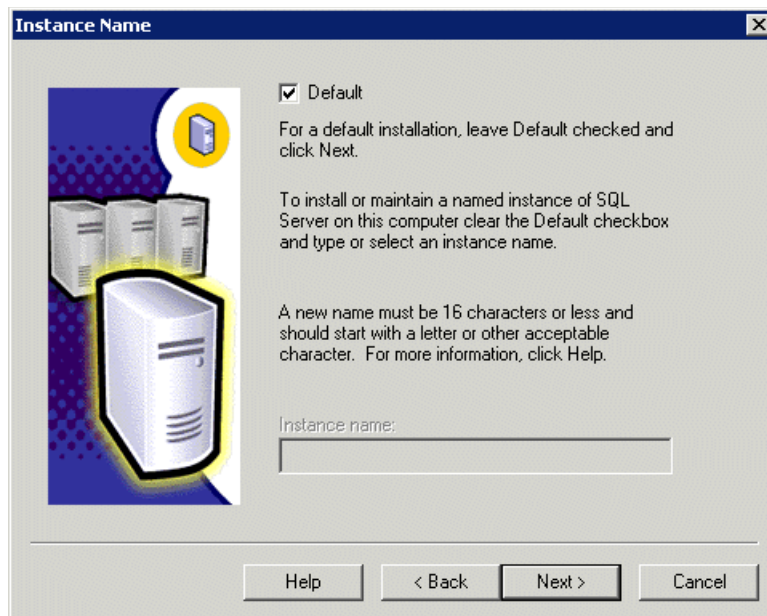 Instance Name
Default
For a default installation, leave Default checked and
click Next.
To install or maintain a named instance of SQL
Server on this computer clear the Default checkbox
and type or select an instance name.
A new name must be 16 characters or less and
should start with a letter or other acceptable
character.  For more information, click Help.
Instance name:
Help
< Back
Next >
Cancel